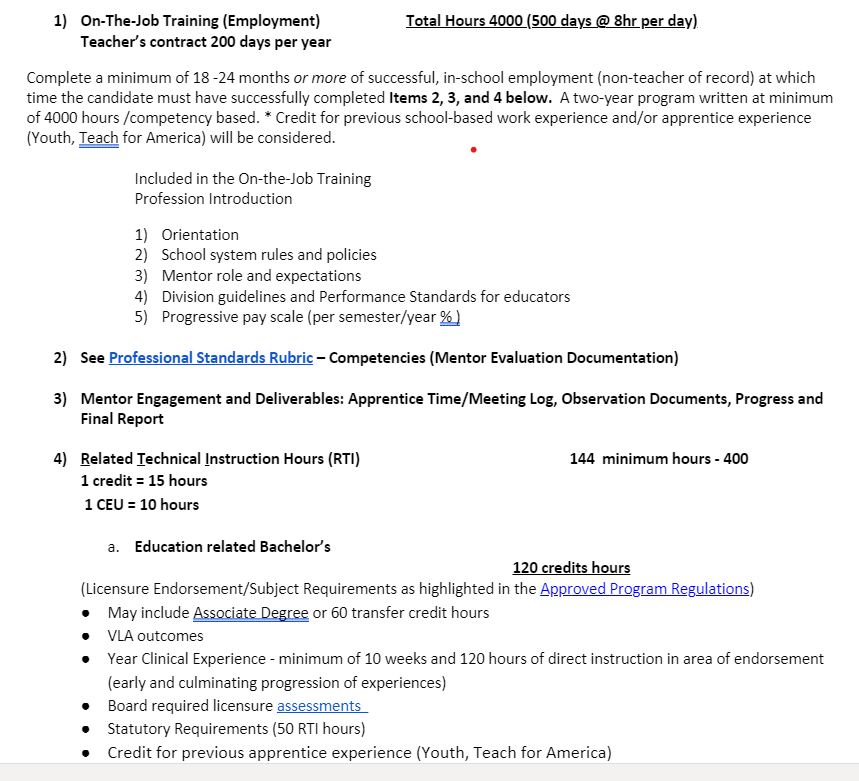 1) On-The-Job Training (Employment) Total Hours 4000 (500 days @ 8hr per day)
Teacher's contract 200 days per year
Complete a minimum of 18 -24 months or more of successful, in-school employment (non-teacher of record) at which
time the candidate must have successfully completed Items 2, 3, and 4 below. A two-year program written at minimum
of 4000 hours /competency based. * Credit for previous school-based work experience and/or apprentice experience
(Youth, Teach for America) will be considered.
Included in the On-the-Job Training
Profession Introduction
1) Orientation
2) School system rules and policies
3) Mentor role and expectations
4) Division guidelines and Performance Standards for educators
5) Progressive pay scale (per semester/year % )
2) See Professional Standards Rubric – Competencies (Mentor Evaluation Documentation)
3) Mentor Engagement and Deliverables: Apprentice Time/Meeting Log, Observation Documents, Progress and
Final Report
4) Related Technical Instruction Hours (RTI) 144 minimum hours - 400
1 credit = 15 hours
1 CEU = 10 hours
a. Education related Bachelor's
120 credits hours
(Licensure Endorsement/Subject Requirements as highlighted in the Approved Program Regulations)
● May include Associate Degree or 60 transfer credit hours
● VLA outcomes
● Year Clinical Experience - minimum of 10 weeks and 120 hours of direct instruction in area of endorsement
(early and culminating progression of experiences)
● Board required licensure assessments
● Statutory Requirements (50 RTI hours)
● Credit for previous apprentice experience (Youth, Teach for America)